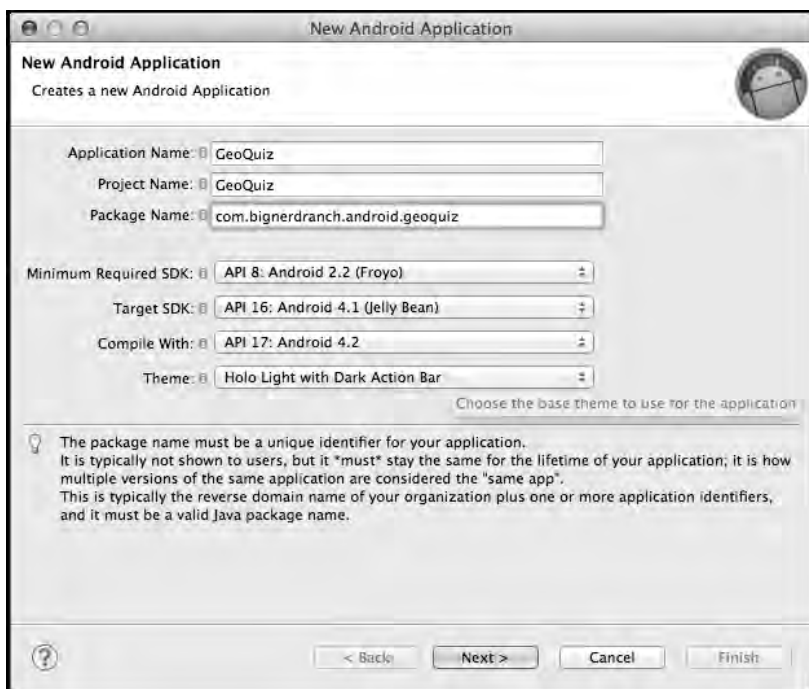 New Android Application
New Android Application
Creates a new Android Application
Application Name: GeoQuiz
Project Name: GeoQuiz
Package Name: com.bignerdranch.android.geoquiz
Minimum Required SDK: API 8: Android 2.2 (Froyo)
Target SDK: API 16: Android 4.1 (Jelly Bean)
Compile With: API 17: Android 4.2
Theme: Holo Light with Dark Action Bar
Choose the base theme to use for the application
The package name must be a unique identifier for your application.
It is typically not shown to users, but it *must* stay the same for the lifetime of your application; it is how
multiple versions of the same application are considered the "same app".
This is typically the reverse domain name of your organization plus one or more application identifiers,
and it must be a valid Java package name.
? < Back Next > Cancel Finish